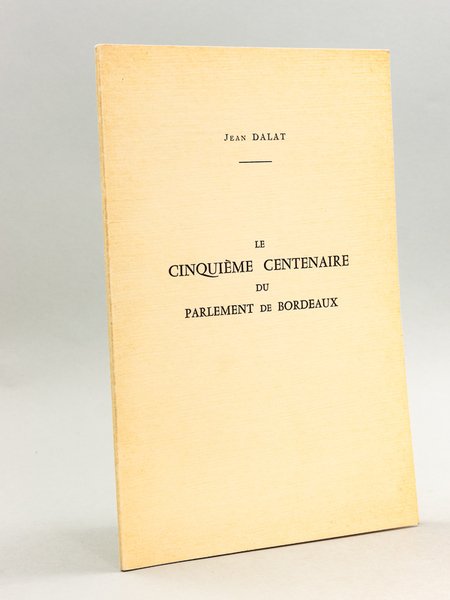 Jean DALAT
LE
CINQUIÈME CENTENAIRE
DU
PARLEMENT DE BORDEAUX